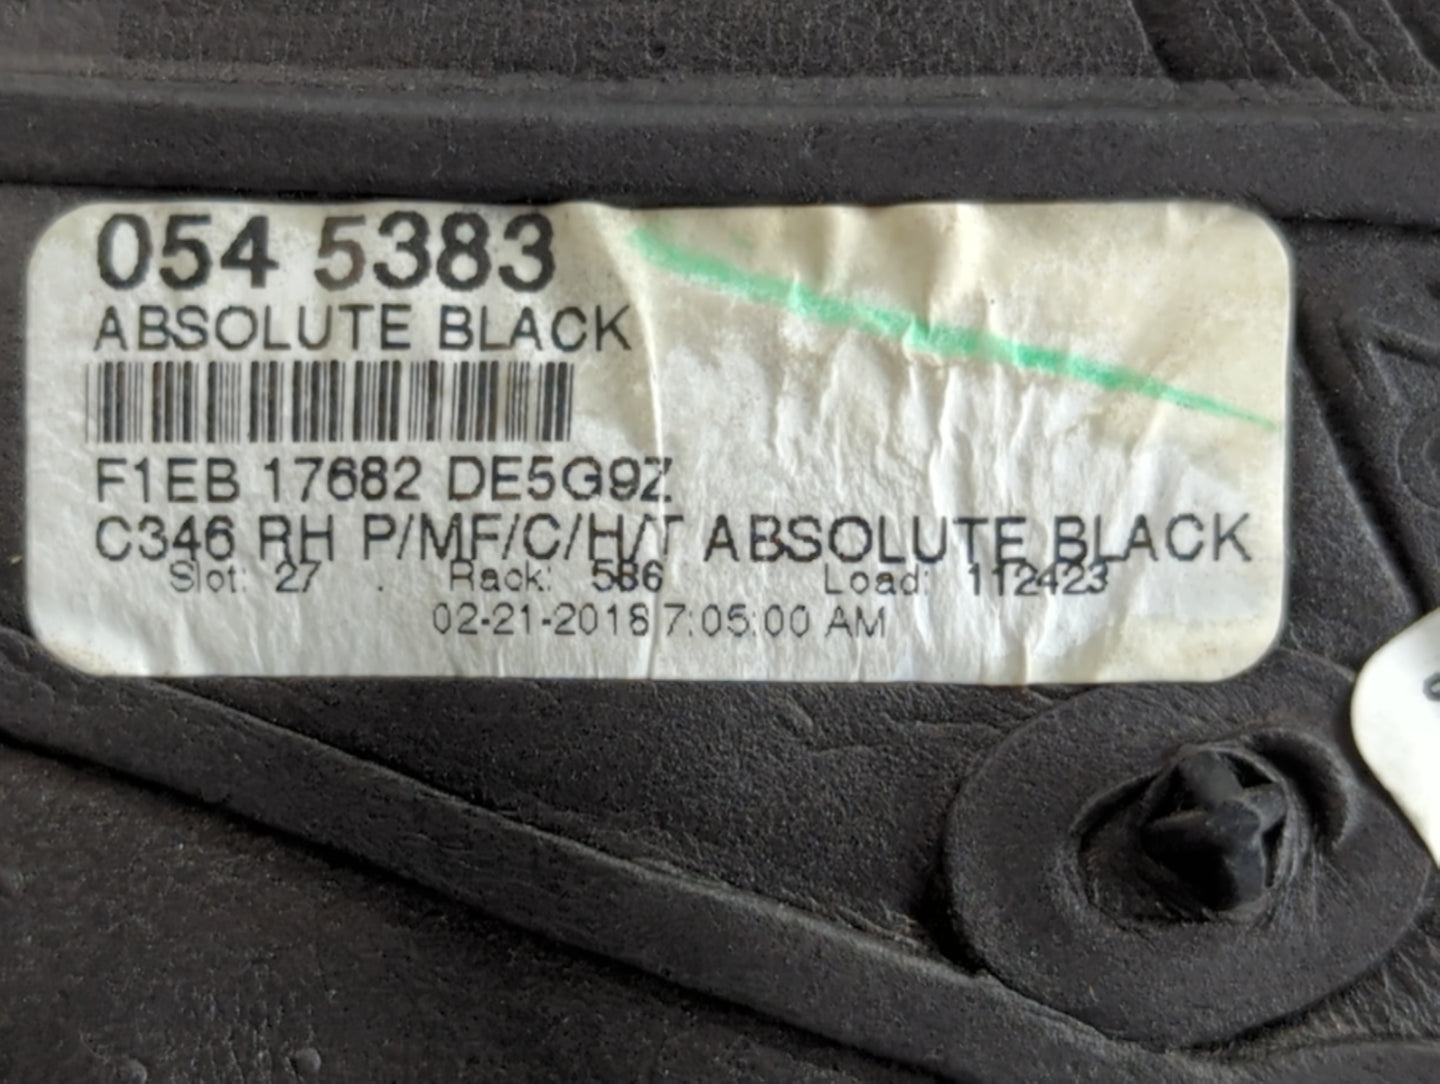 054 5383
ABSOLUTE BLACK
F1EB 17682 DE5G9Z
C346 RH P/MF/C/H/T ABSOLUTE BLACK
Slot: 27 . Rack: 586 Load: 112423
02-21-2018 7:05:00 AM